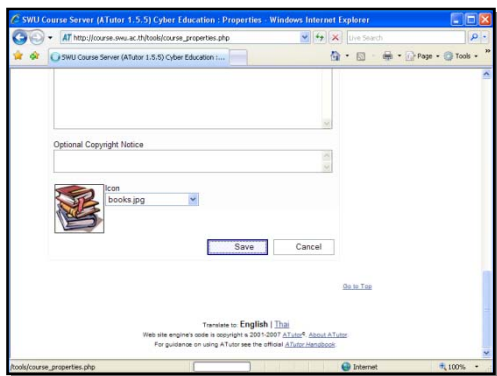 SWU Course Server (ATutor 1.5.5) Cyber Education : Properties - Windows Internet Explorer
http://course.swu.ac.th/tools/course_properties.php
Live Search
SWU Course Server (ATutor 1.5.5) Cyber Education : ...
Page
Tools
Optional Copyright Notice
Icon
books.jpg
Save
Cancel
Go to Top
Translate to: English | Thai
Web site engine's code is copyright © 2001-2007 ATutor®. About ATutor.
For guidance on using ATutor see the official ATutor Handbook.
/tools/course_properties.php
Internet
100%